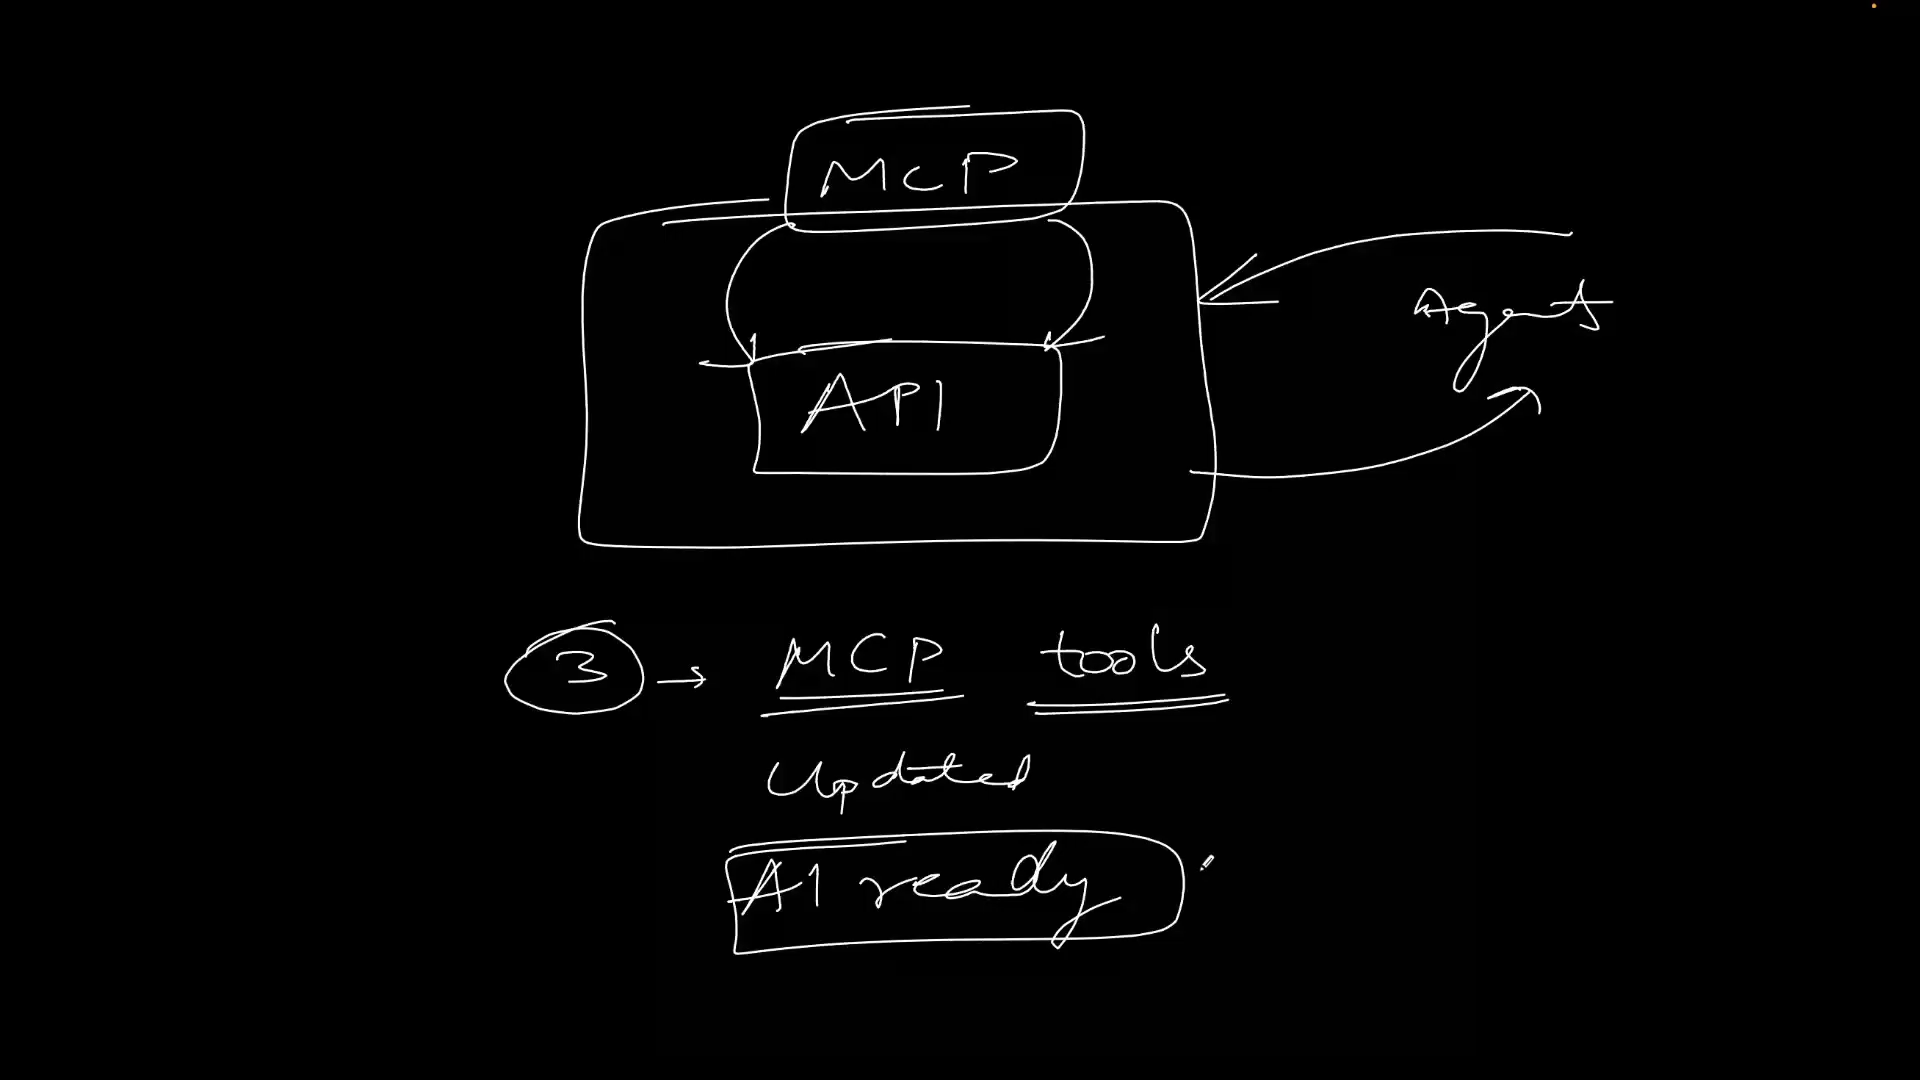 MCP
Agent
API
3 → MCP tools
Updated
AI ready